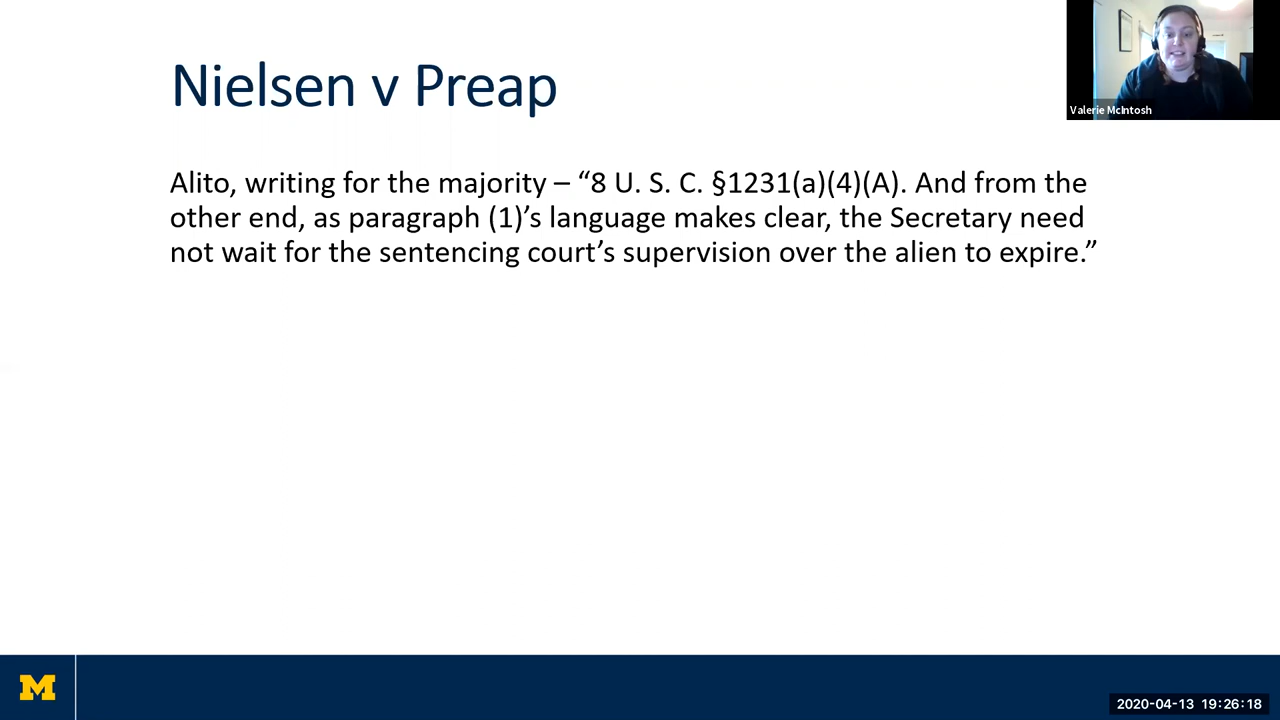 Nielsen v Preap
Valerie McIntosh
Alito, writing for the majority – “8 U. S. C. §1231(a)(4)(A). And from the
other end, as paragraph (1)’s language makes clear, the Secretary need
not wait for the sentencing court’s supervision over the alien to expire.”
M
2020-04-13 19:26:18